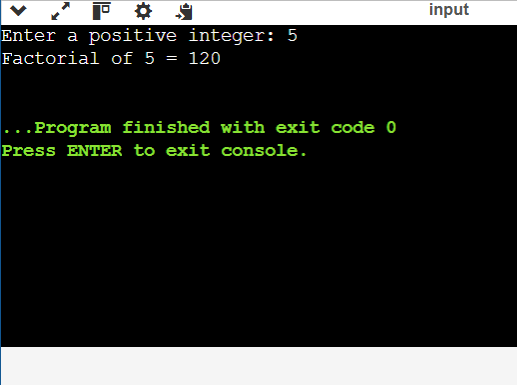 input
Enter a positive integer: 5
Factorial of 5 = 120
...Program finished with exit code 0
Press ENTER to exit console.